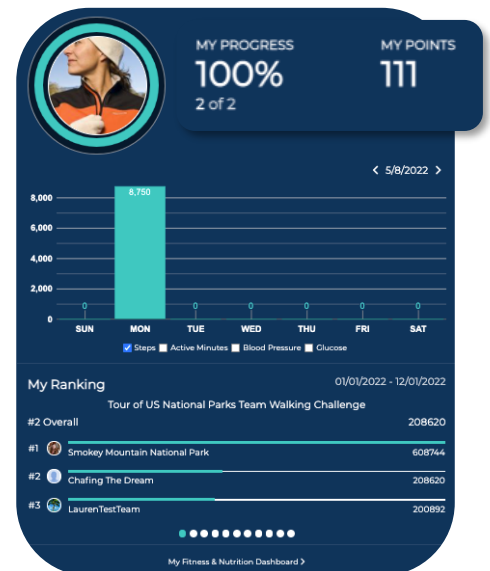 MY PROGRESS MY POINTS
100% 111
2 of 2
5/8/2022
8,000
8,750
6,000
4,000
2,000
0 0 0 0 0 0
0
SUN MON TUE WED THU FRI SAT
Steps Active Minutes Blood Pressure Glucose
My Ranking 01/01/2022 - 12/01/2022
Tour of US National Parks Team Walking Challenge
#2 Overall 208620
#1 Smokey Mountain National Park 608744
#2 Chafing The Dream 208620
#3 LaurenTestTeam 200892
My Fitness & Nutrition Dashboard